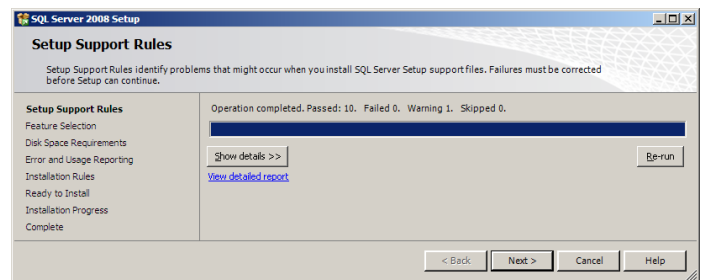 SQL Server 2008 Setup
Setup Support Rules
Setup Support Rules identify problems that might occur when you install SQL Server Setup support files. Failures must be corrected
before Setup can continue.
Setup Support Rules
Feature Selection
Disk Space Requirements
Error and Usage Reporting
Installation Rules
Ready to Install
Installation Progress
Complete
Operation completed. Passed: 10. Failed 0. Warning 1. Skipped 0.
Show details >>
Re-run
View detailed report
< Back
Next >
Cancel
Help